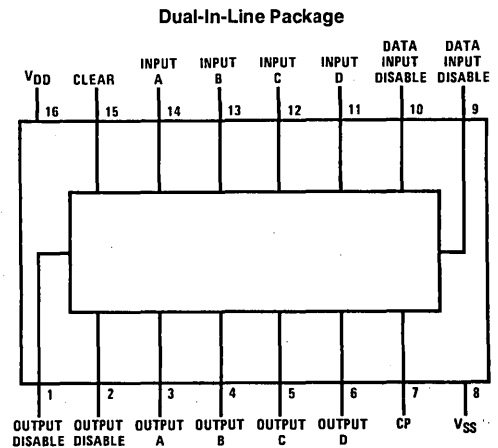 Dual-In-Line Package
VDD
CLEAR
INPUT
A
INPUT
B
INPUT
C
INPUT
D
DATA
INPUT
DISABLE
DATA
INPUT
DISABLE
16 15 14 13 12 11 10 9
1 2 3 4 5 6 7 8
OUTPUT
DISABLE
OUTPUT
DISABLE
OUTPUT
A
OUTPUT
B
OUTPUT
C
OUTPUT
D
CP
VSS